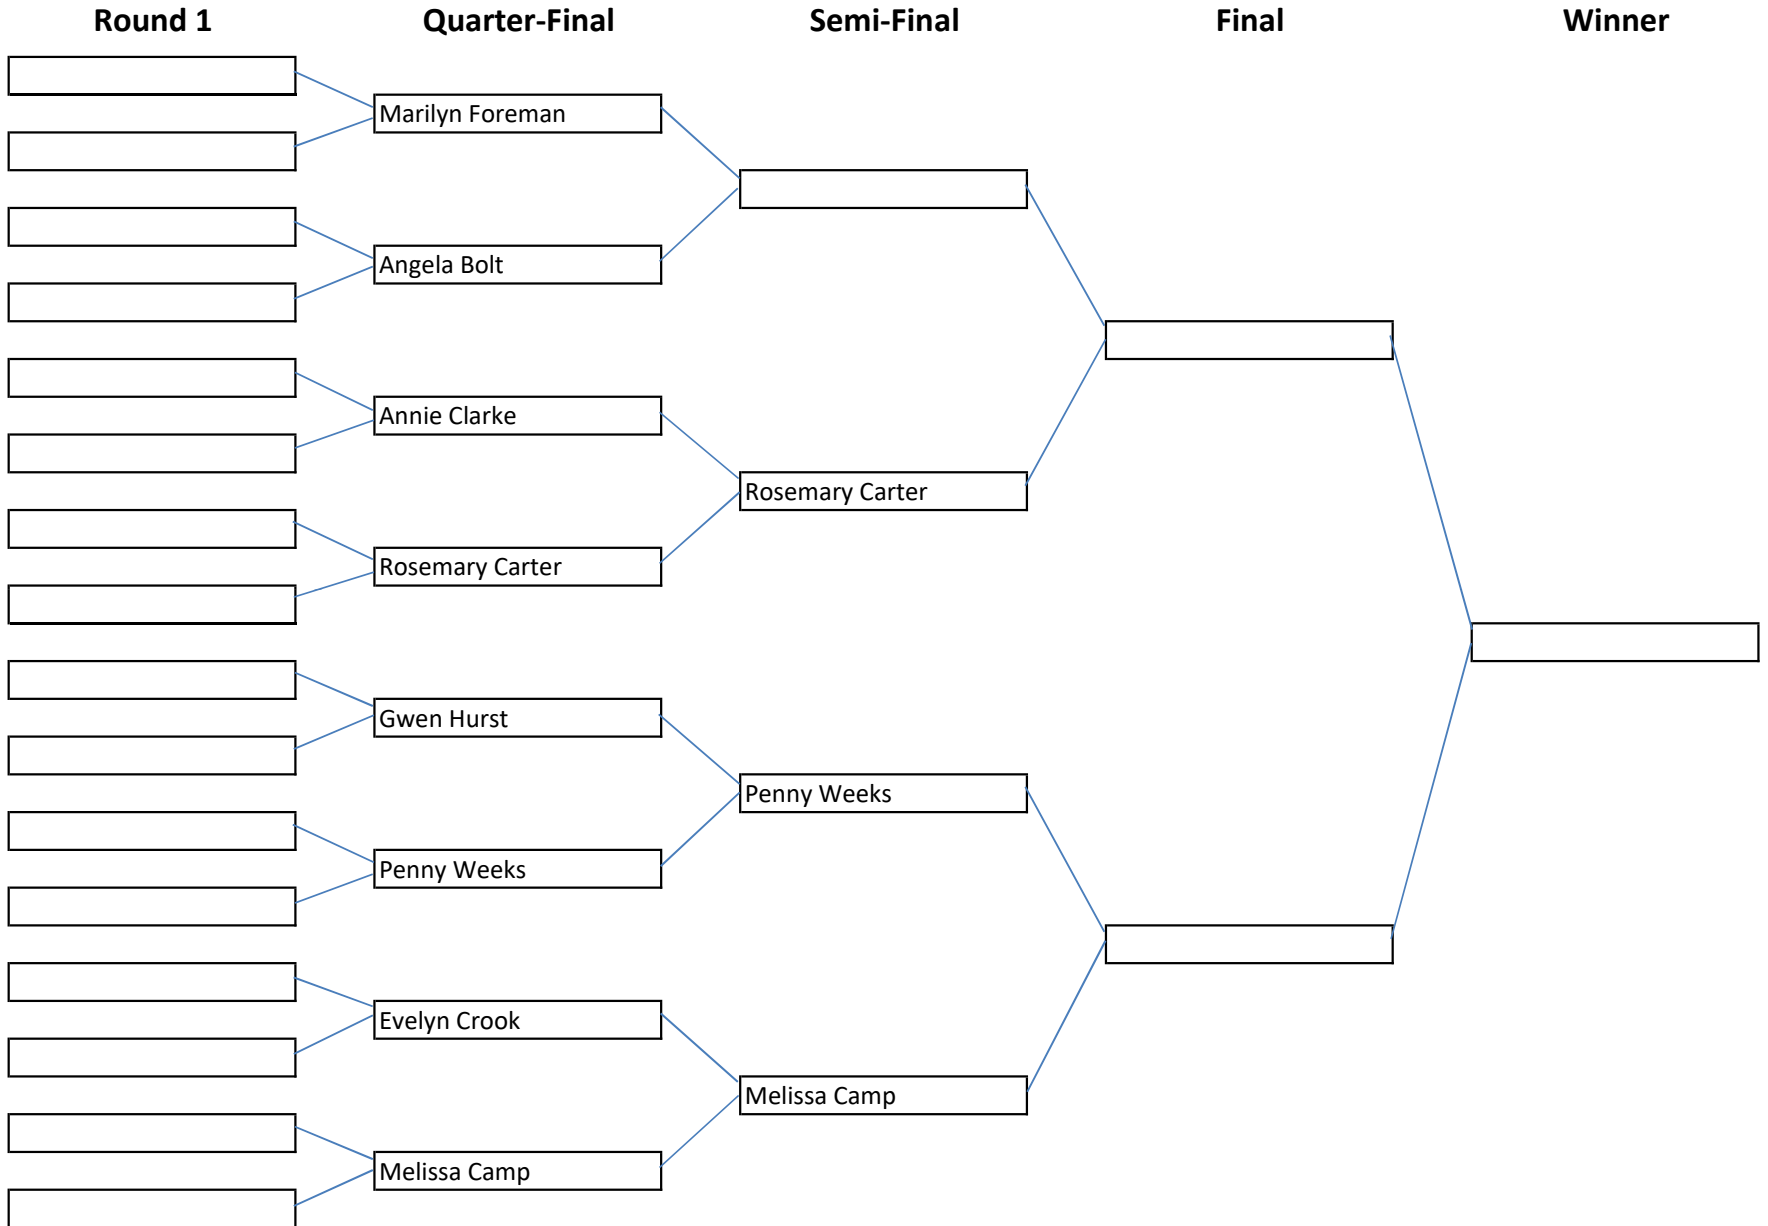 Round 1 Quarter-Final Semi-Final Final Winner
Marilyn Foreman
Angela Bolt
Annie Clarke
Rosemary Carter
Rosemary Carter
Gwen Hurst
Penny Weeks
Penny Weeks
Evelyn Crook
Melissa Camp
Melissa Camp